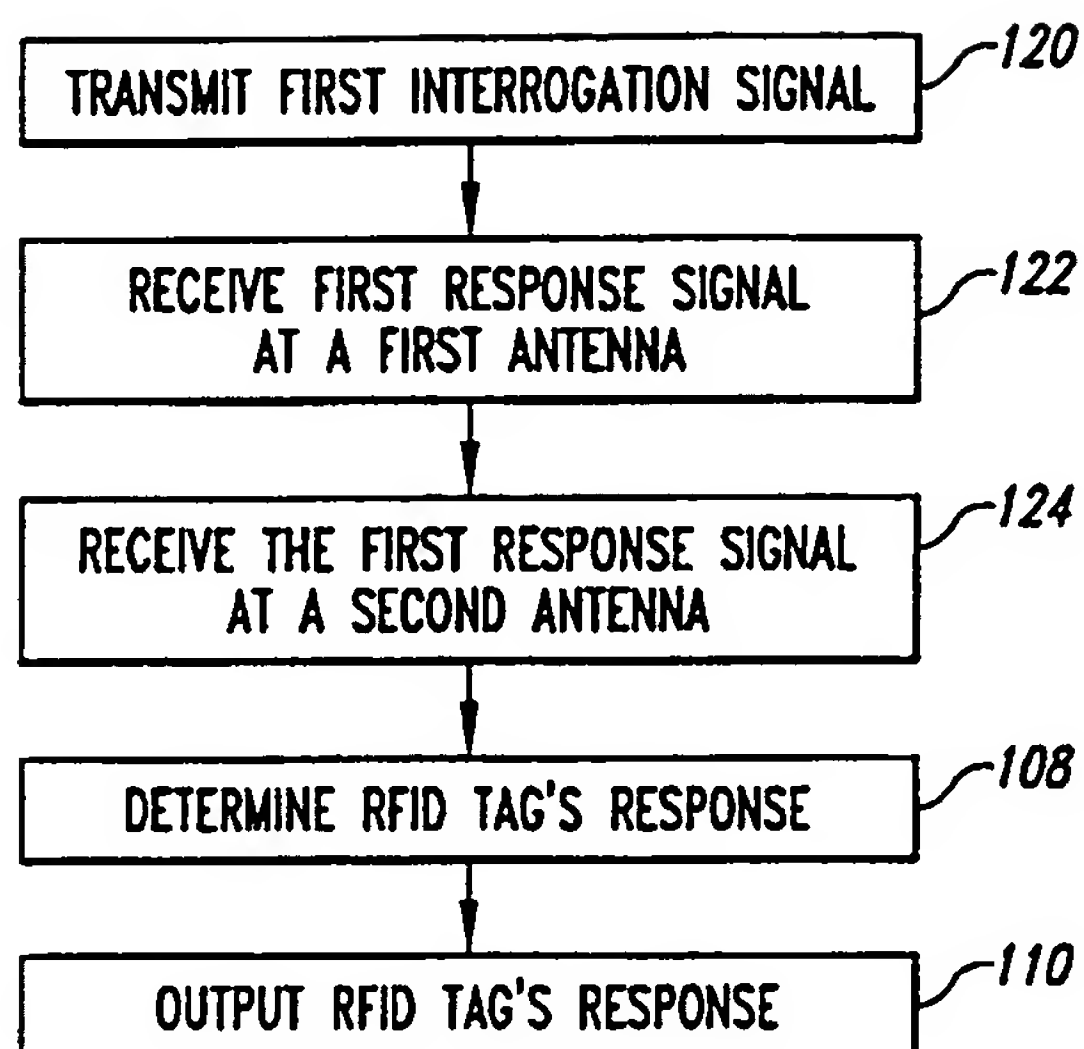 120
TRANSMIT FIRST INTERROGATION SIGNAL
122
RECEIVE FIRST RESPONSE SIGNAL
AT A FIRST ANTENNA
124
RECEIVE THE FIRST RESPONSE SIGNAL
AT A SECOND ANTENNA
108
DETERMINE RFID TAG'S RESPONSE
110
OUTPUT RFID TAG'S RESPONSE